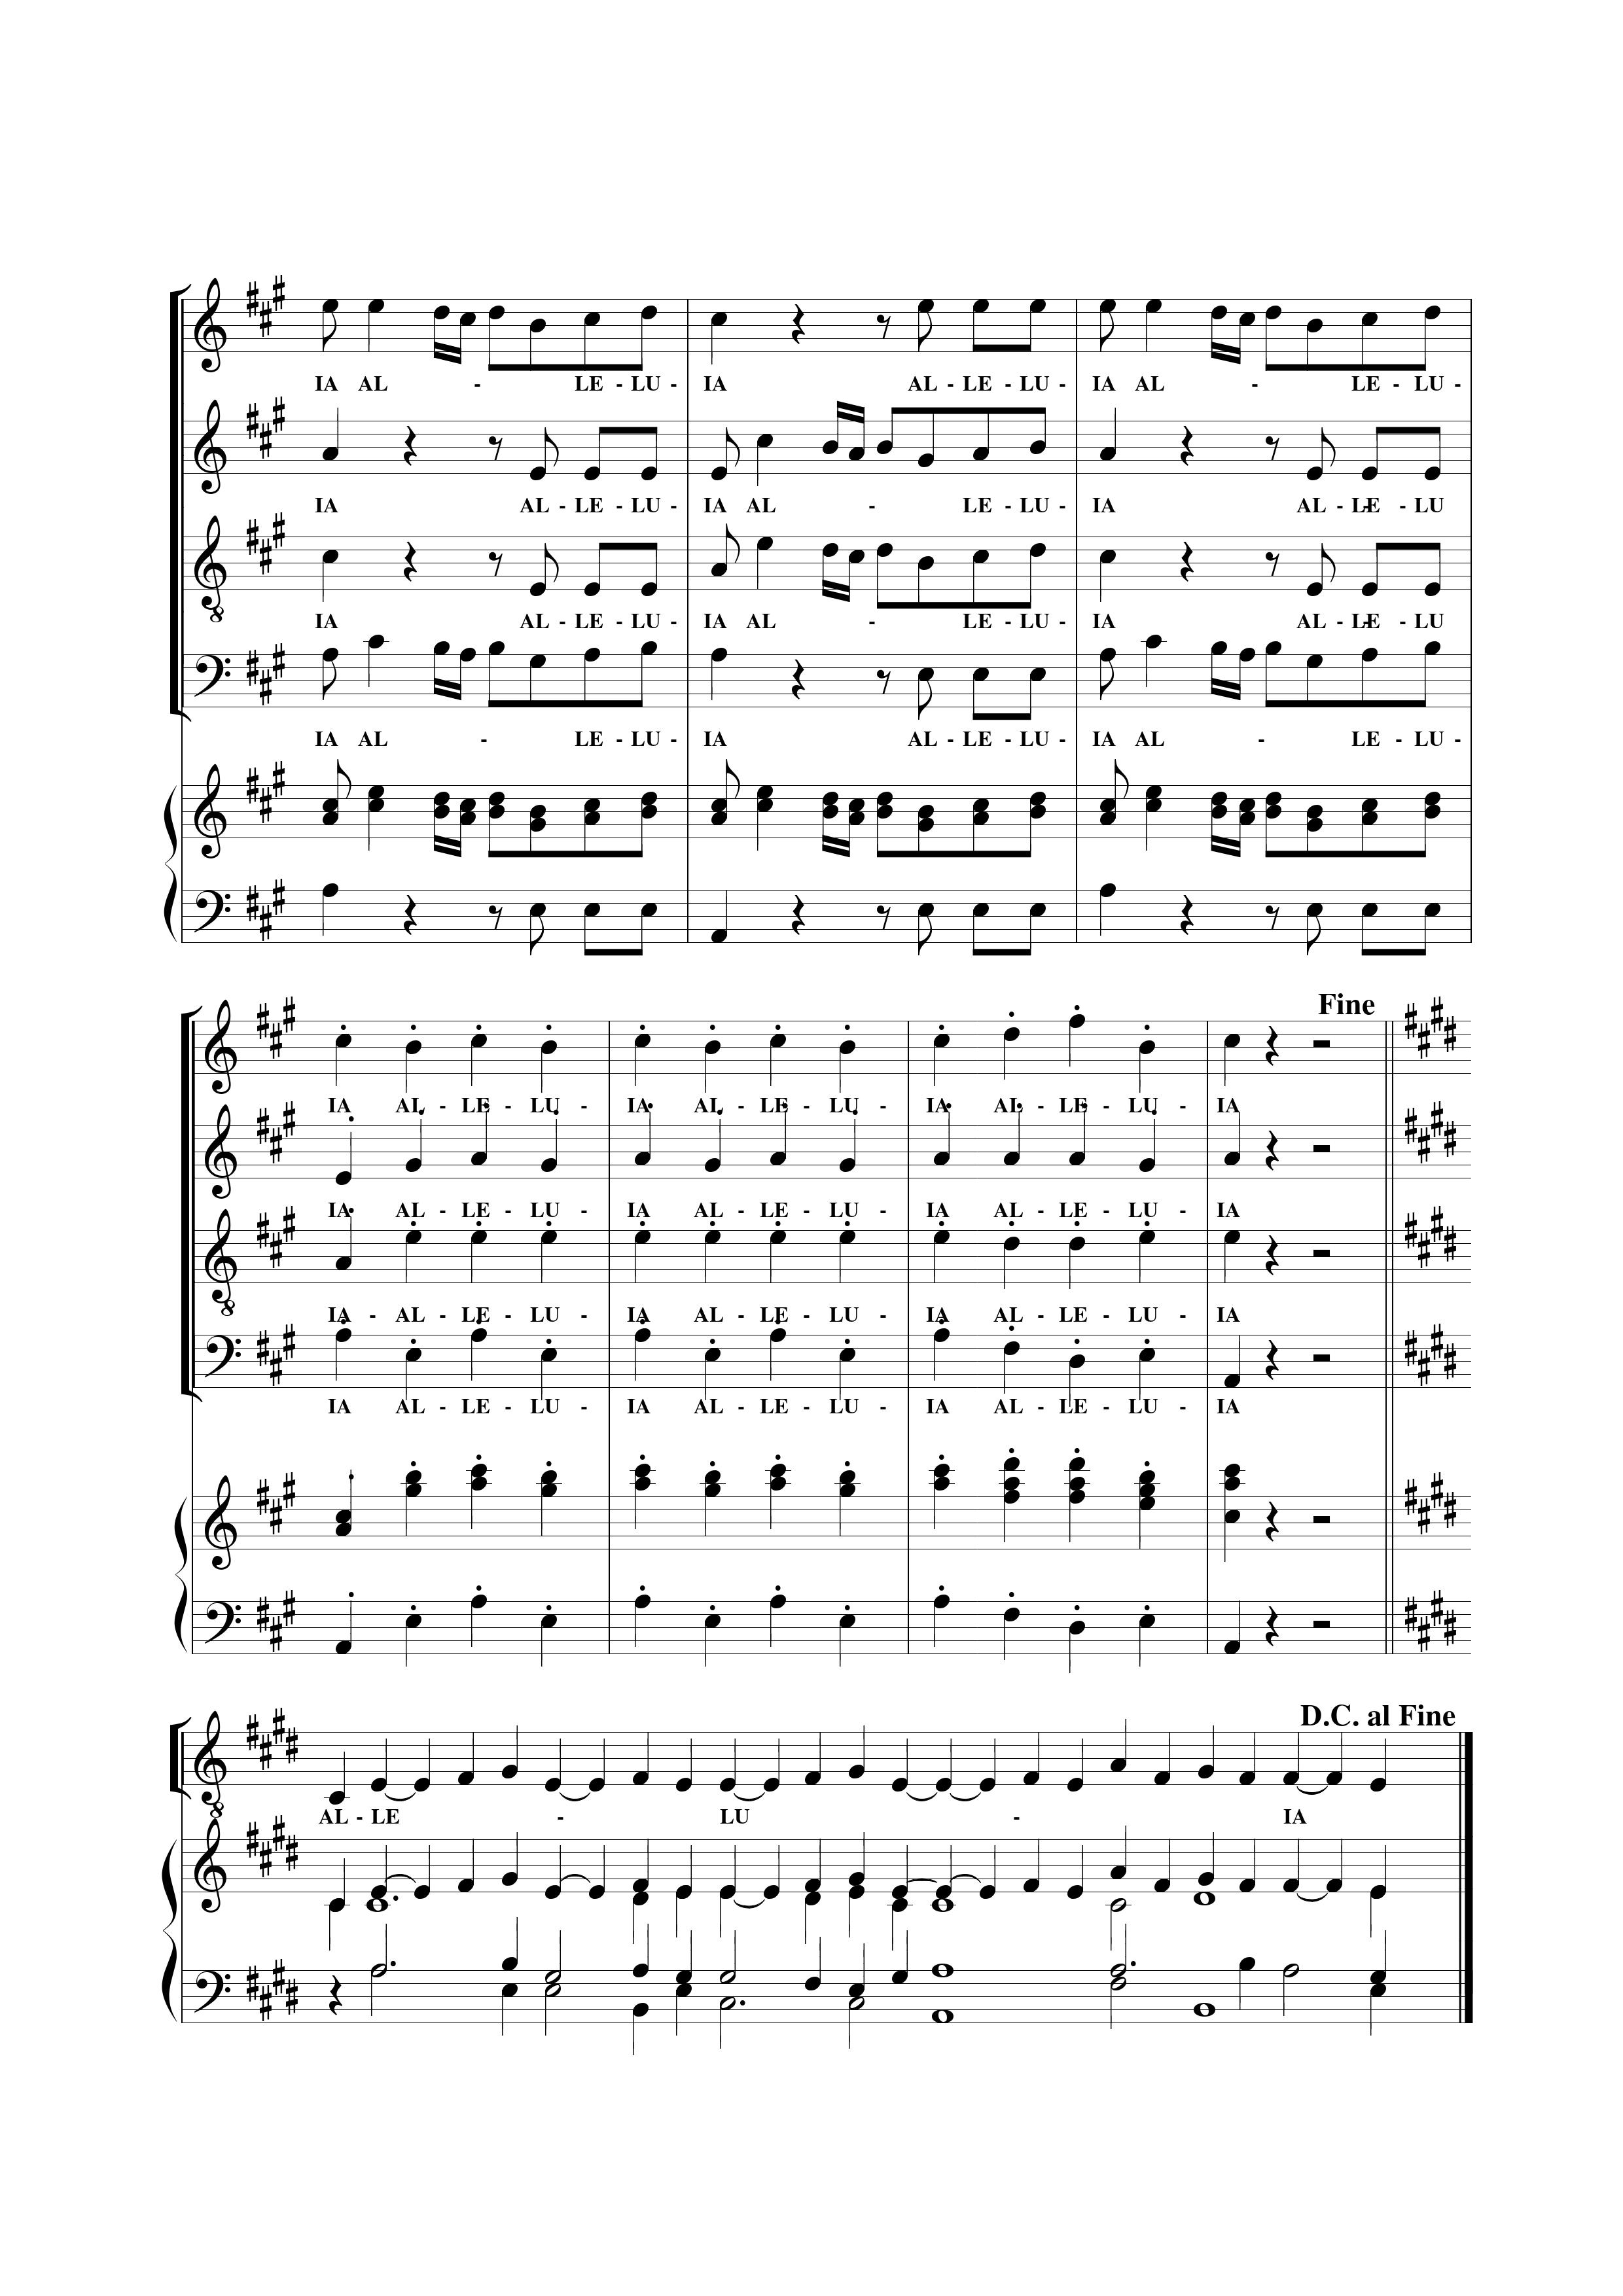 IA AL - LE - LU - IA AL - LE - LU - IA AL - LE - LU -
IA AL - LE - LU - IA AL - LE - LU - IA AL - LE - LU
IA AL - LE - LU - IA AL - LE - LU - IA AL - LE - LU
IA AL - LE - LU - IA AL - LE - LU - IA AL - LE - LU -
Fine
IA AL - LE - LU - IA AL - LE - LU - IA AL - LE - LU - IA
IA AL - LE - LU - IA AL - LE - LU - IA AL - LE - LU - IA
IA - AL - LE - LU - IA AL - LE - LU - IA AL - LE - LU - IA
IA AL - LE - LU - IA AL - LE - LU - IA AL - LE - LU - IA
D.C. al Fine
AL - LE - LU - IA